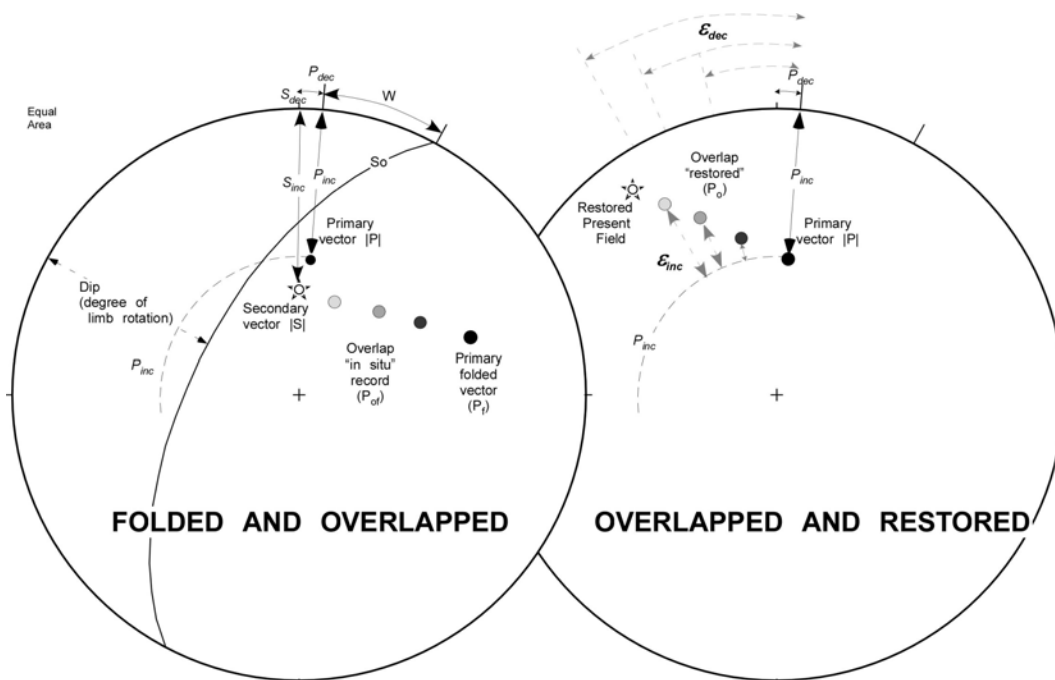 Equal
Area
P_dec
S_dec
W
So
S_inc
P_inc
Primary
vector |P|
Dip
(degree of
limb rotation)
Secondary
vector |S|
P_inc
Overlap
"in situ"
record
(P_of)
Primary
folded
vector
(P_f)
FOLDED AND OVERLAPPED
ε_dec
P_dec
Overlap
"restored"
(P_o)
P_inc
Restored
Present
Field
Primary
vector |P|
ε_inc
P_inc
OVERLAPPED AND RESTORED